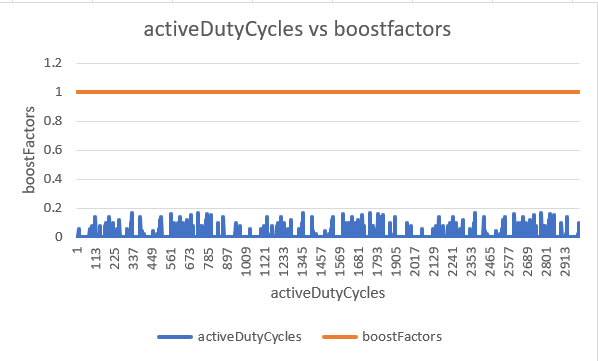 activeDutyCycles vs boostfactors
1.2
1
0.8
0.6
0.4
0.2
0
boostFactors
1 113 225 337 449 561 673 785 897 1009 1121 1233 1345 1457 1569 1681 1793 1905 2017 2129 2241 2353 2465 2577 2689 2801 2913
activeDutyCycles
activeDutyCycles boostFactors